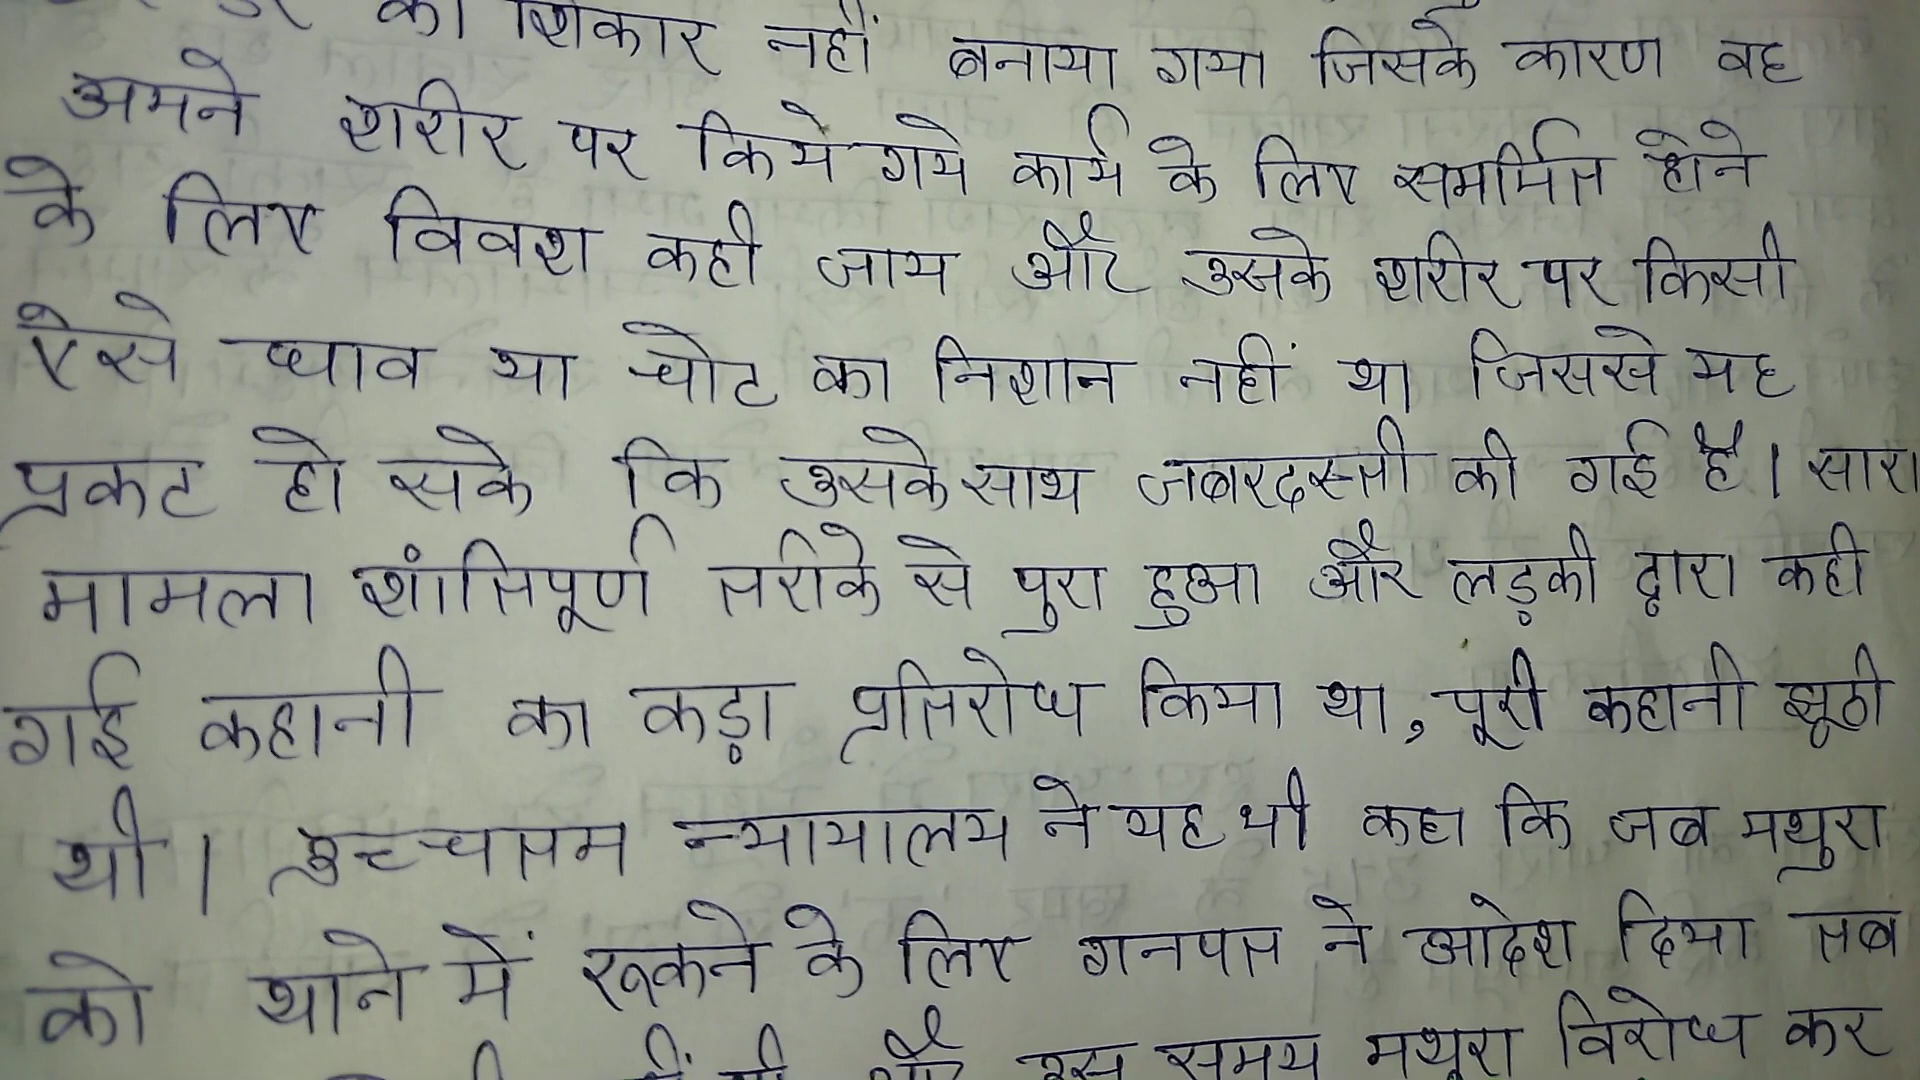 का शिकार नहीं बनाया गया जिसके कारण वह
अपने शरीर पर किये गये कार्य के लिए समर्पित होने
के लिए विवश कही जाय और उसके शरीर पर किसी
ऐसे घाव या चोट का निशान नहीं था जिससे यह
प्रकट हो सके कि उसके साथ जबरदस्ती की गई है। सारा
मामला शांतिपूर्ण तरीके से पुरा हुआ और लड़की द्वारा कही
गई कहानी का कड़ा प्रतिरोध किया था, पूरी कहानी झूठी
थी। उच्चतम न्यायालय ने यह भी कहा कि जब मथुरा
को थाने में रूकने के लिए गनपत ने आदेश दिया तब
उस समय मथुरा विरोध कर